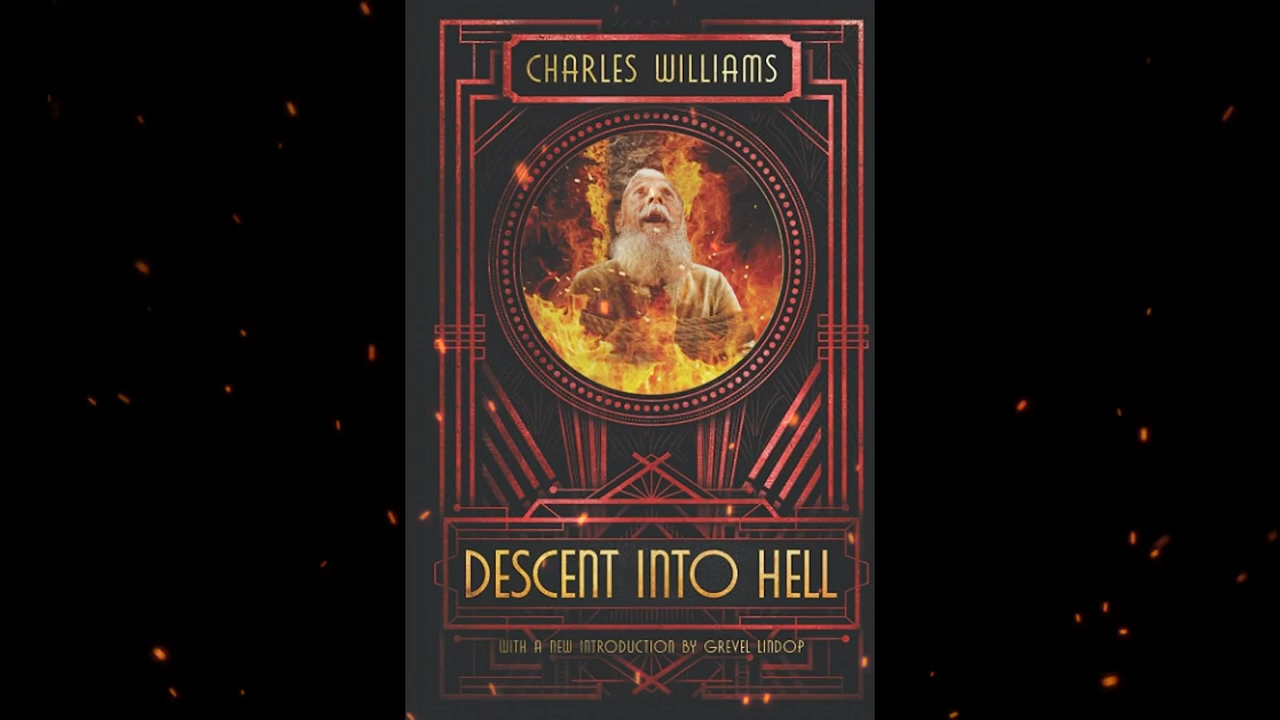 CHARLES WILLIAMS
DESCENT INTO HELL
WITH A NEW INTRODUCTION BY GREVEL LINDOP